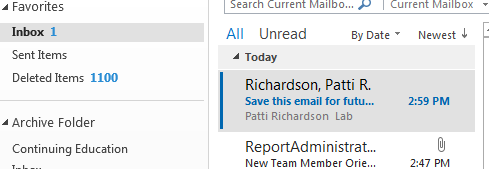 Favorites
Inbox 1
Sent Items
Deleted Items 1100
Archive Folder
Continuing Education
Inbox
Search Current Mailbox...
Current Mailbox
All Unread By Date Newest ↓
Today
Richardson, Patti R.
Save this email for futu... 2:59 PM
Patti Richardson Lab
ReportAdministrat...
New Team Member Orie... 2:47 PM